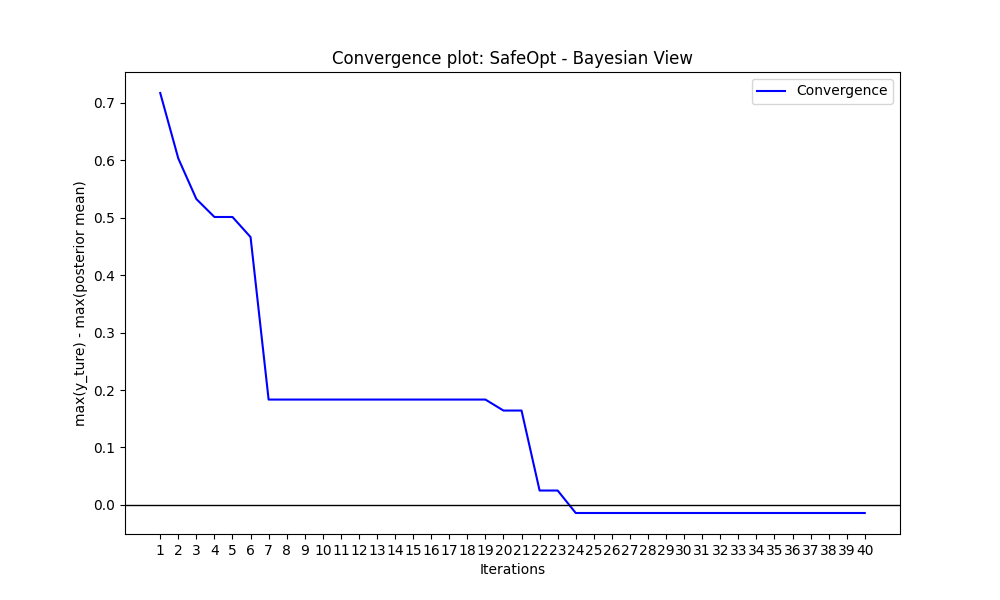 Convergence plot: SafeOpt - Bayesian View
Convergence
max(y_ture) - max(posterior mean)
0.7
0.6
0.5
0.4
0.3
0.2
0.1
0.0
1 2 3 4 5 6 7 8 9 10 11 12 13 14 15 16 17 18 19 20 21 22 23 24 25 26 27 28 29 30 31 32 33 34 35 36 37 38 39 40
Iterations